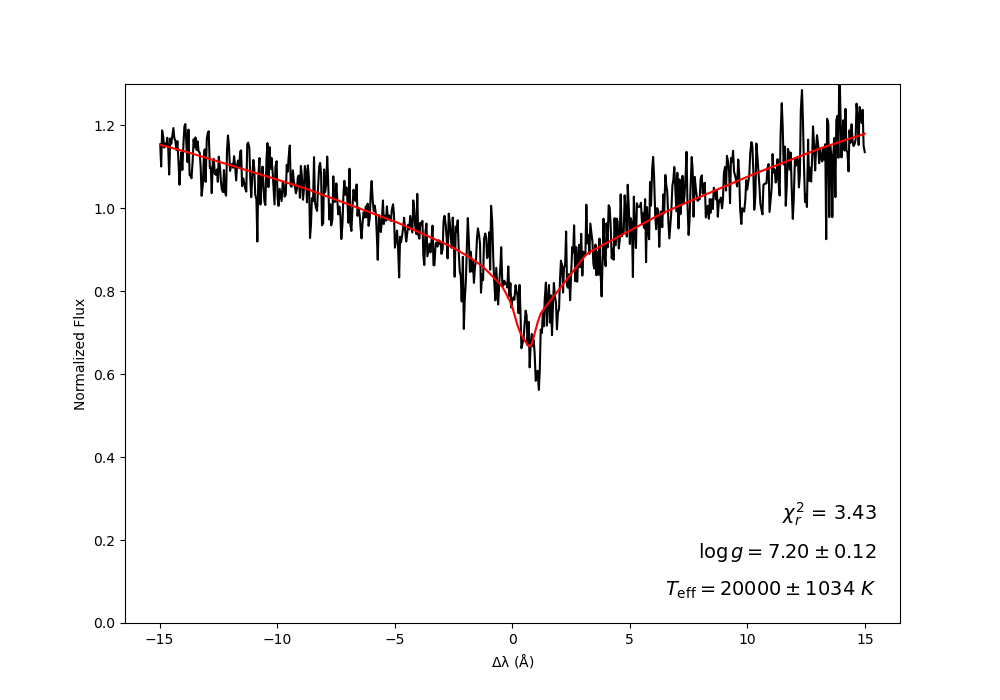 1.2
1.0
0.8
0.6
0.4
0.2
0.0
Normalized Flux
χ²ᵣ = 3.43
log g = 7.20 ± 0.12
T_eff = 20000 ± 1034 K
−15 −10 −5 0 5 10 15
Δλ (Å)